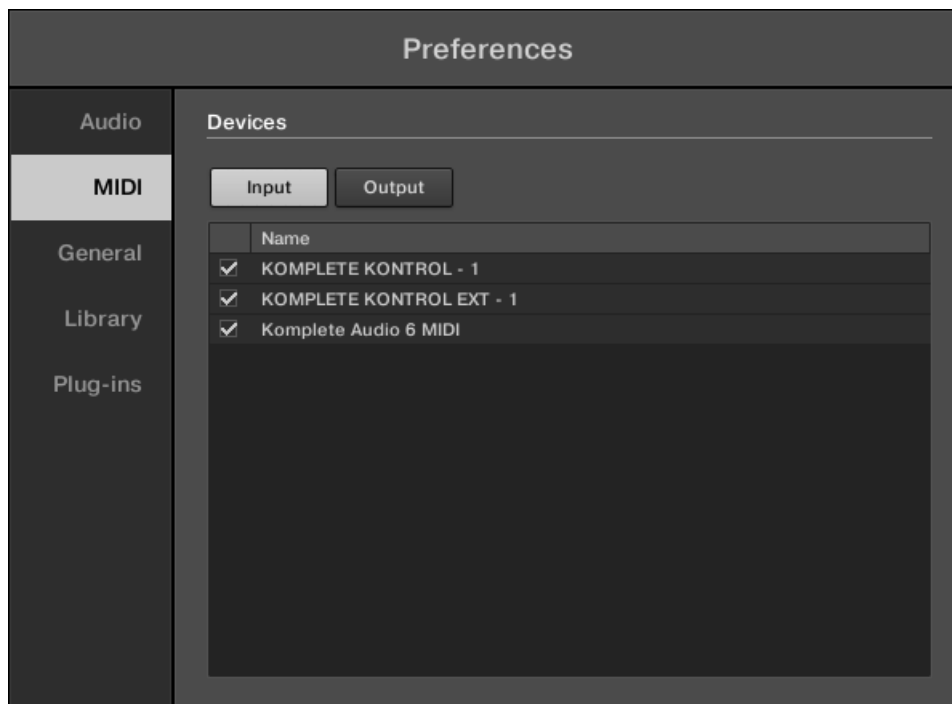 Preferences
Audio
MIDI
General
Library
Plug-ins
Devices
Input Output
Name
KOMPLETE KONTROL - 1
KOMPLETE KONTROL EXT - 1
Komplete Audio 6 MIDI